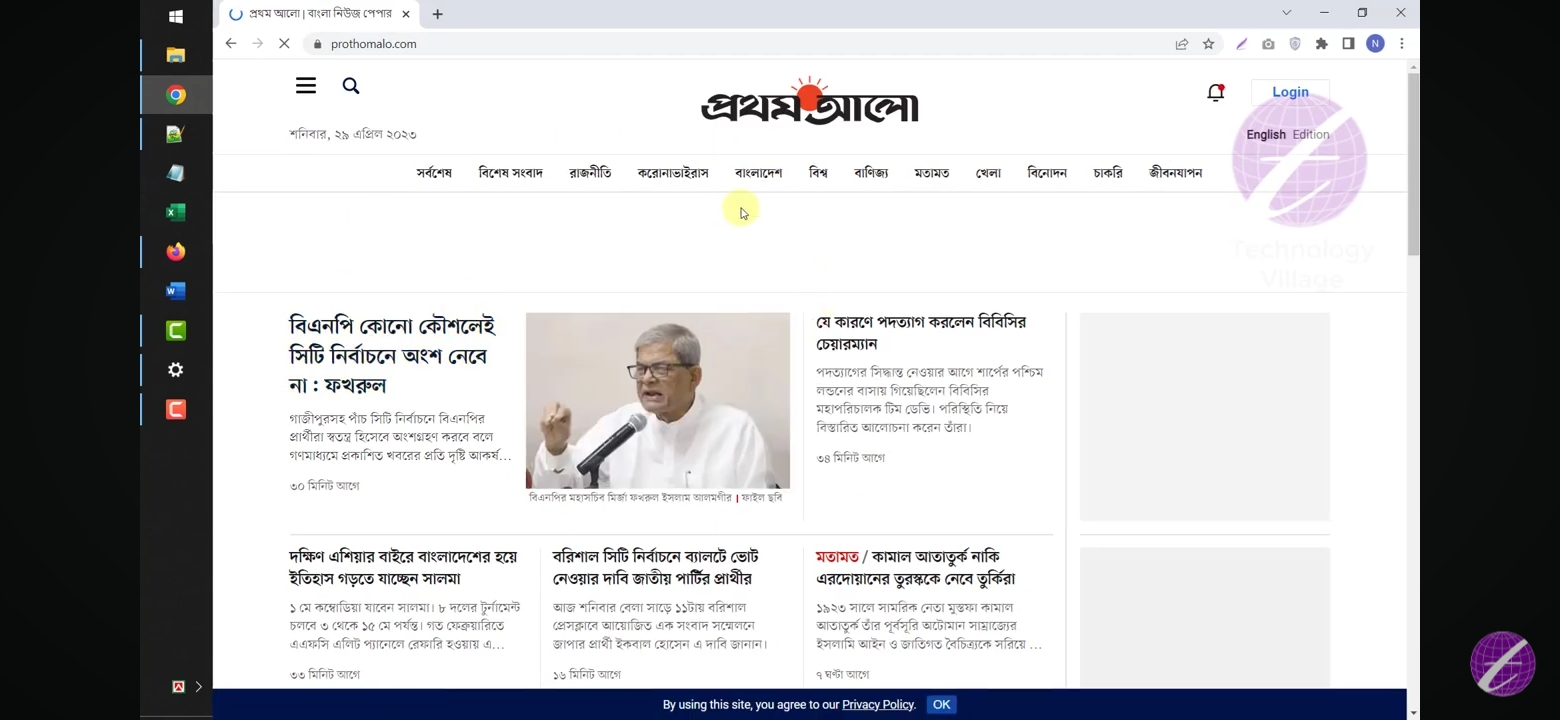 প্রথম আলো | বাংলা নিউজ পেপার
prothomalo.com
N
প্রথম আলো
Login
শনিবার, ২৯ এপ্রিল ২০২৩
English Edition
সর্বশেষ বিশেষ সংবাদ রাজনীতি করোনাভাইরাস বাংলাদেশ বিশ্ব বাণিজ্য মতামত খেলা বিনোদন চাকরি জীবনযাপন
Technology
Village
বিএনপি কোনো কৌশলেই
সিটি নির্বাচনে অংশ নেবে
না : ফখরুল
গাজীপুরসহ পাঁচ সিটি নির্বাচনে বিএনপির
প্রার্থীরা স্বতন্ত্র হিসেবে অংশগ্রহণ করবে বলে
গণমাধ্যমে প্রকাশিত খবরের প্রতি দৃষ্টি আকর্ষ...
৩০ মিনিট আগে
বিএনপির মহাসচিব মির্জা ফখরুল ইসলাম আলমগীর | ফাইল ছবি
যে কারণে পদত্যাগ করলেন বিবিসির
চেয়ারম্যান
পদত্যাগের সিদ্ধান্ত নেওয়ার আগে শার্পের পশ্চিম
লন্ডনের বাসায় গিয়েছিলেন বিবিসির
মহাপরিচালক টিম ডেভি। পরিস্থিতি নিয়ে
বিস্তারিত আলোচনা করেন তাঁরা।
৩৪ মিনিট আগে
দক্ষিণ এশিয়ার বাইরে বাংলাদেশের হয়ে
ইতিহাস গড়তে যাচ্ছেন সালমা
১ মে কম্বোডিয়া যাবেন সালমা। ৮ দলের টুর্নামেন্ট
চলবে ৩ থেকে ১৫ মে পর্যন্ত। গত ফেব্রুয়ারিতে
এএফসি এলিট প্যানেলে রেফারি হওয়ায় এ...
৩৩ মিনিট আগে
বরিশাল সিটি নির্বাচনে ব্যালটে ভোট
নেওয়ার দাবি জাতীয় পার্টির প্রার্থীর
আজ শনিবার বেলা সাড়ে ১১টায় বরিশাল
প্রেসক্লাবে আয়োজিত এক সংবাদ সম্মেলনে
জাপার প্রার্থী ইকবাল হোসেন এ দাবি জানান।
১৬ মিনিট আগে
মতামত / কামাল আতাতুর্ক নাকি
এরদোয়ানের তুরস্ককে নেবে তুর্কিরা
১৯২৩ সালে সামরিক নেতা মুস্তফা কামাল
আতাতুর্ক তাঁর পূর্বসূরি অটোমান সাম্রাজ্যের
ইসলামি আইন ও জাতিগত বৈচিত্র্যকে সরিয়ে ...
৭ ঘণ্টা আগে
By using this site, you agree to our Privacy Policy. OK